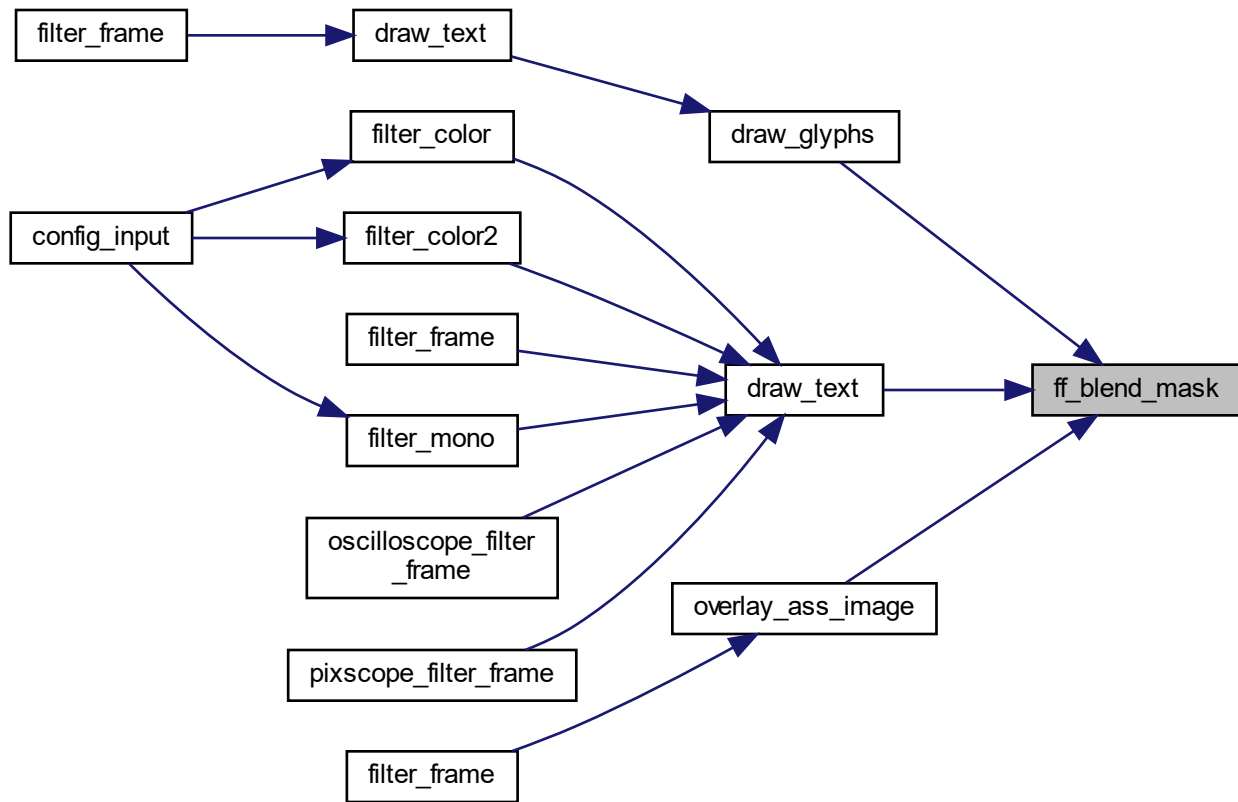 filter_frame
draw_text
filter_color
draw_glyphs
config_input
filter_color2
filter_frame
draw_text
ff_blend_mask
filter_mono
oscilloscope_filter
_frame
overlay_ass_image
pixscope_filter_frame
filter_frame